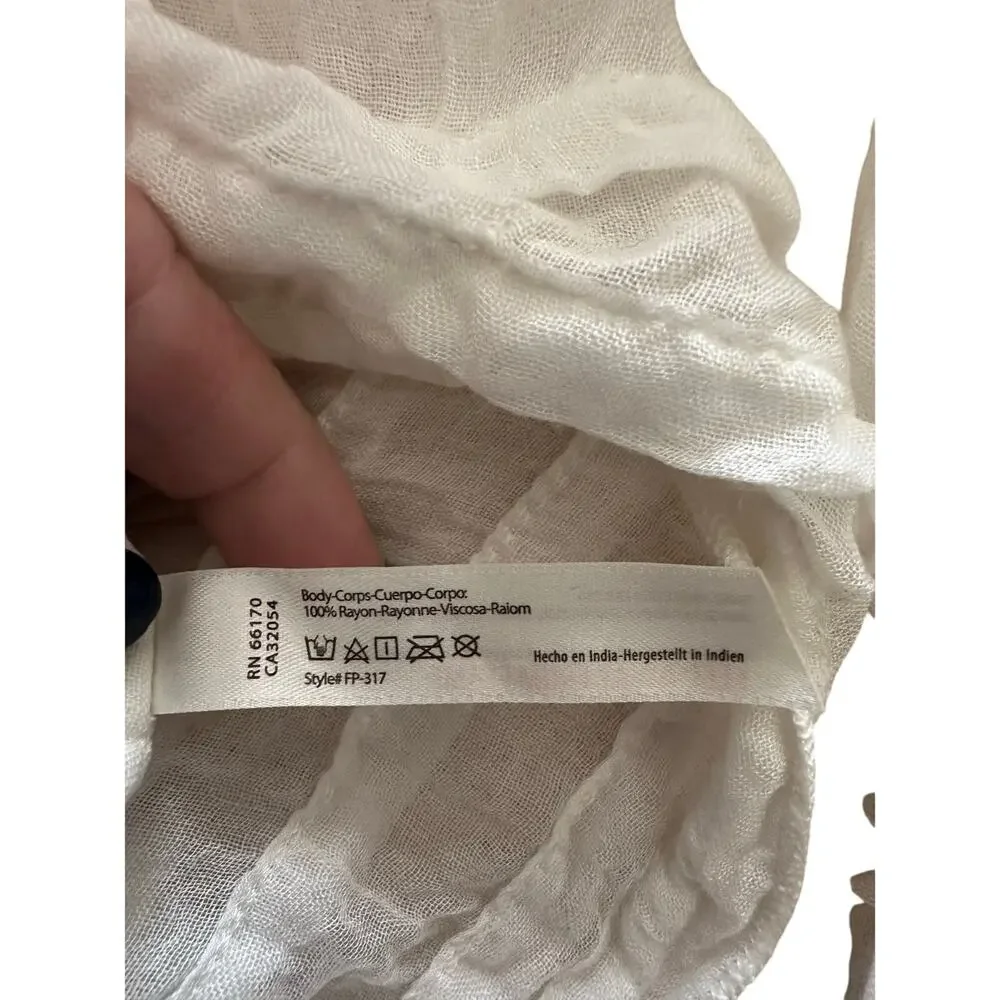 RN 66170
CA32054
Body-Corps-Cuerpo-Corpo:
100% Rayon-Rayonne-Viscosa-Raiom
Style# FP-317
Hecho en India-Hergestellt in Indien